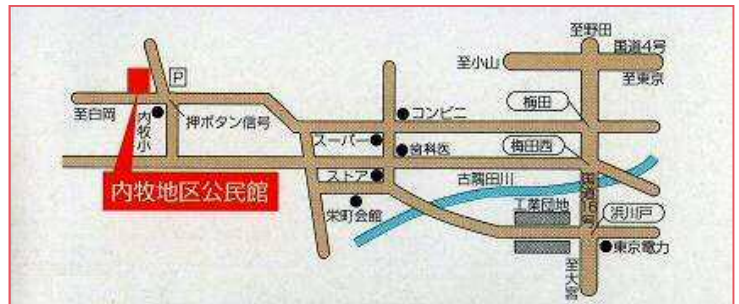 至野田
国道4号
至小山
至東京
P
至白岡
内牧小
押ボタン信号
コンビニ
梅田
スーパー
歯科医
梅田西
内牧地区公民館
ストア
古隅田川
国道16号
栄町会館
工業団地
浜川戸
東京電力
至大宮